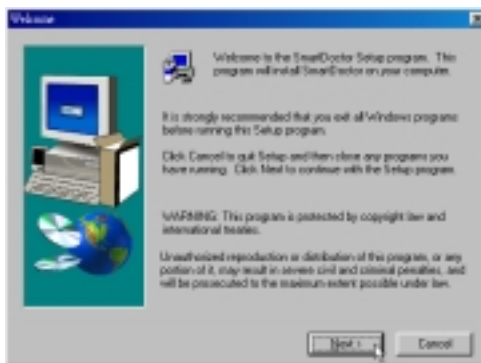 Welcome
Welcome to the SmartDoctor Setup program. This
program will install SmartDoctor on your computer.
It is strongly recommended that you exit all Windows programs
before running this Setup program.
Click Cancel to quit Setup and then close any programs you
have running. Click Next to continue with the Setup program.
WARNING: This program is protected by copyright law and
international treaties.
Unauthorized reproduction or distribution of this program, or any
portion of it, may result in severe civil and criminal penalties, and
will be prosecuted to the maximum extent possible under law.
Next >
Cancel